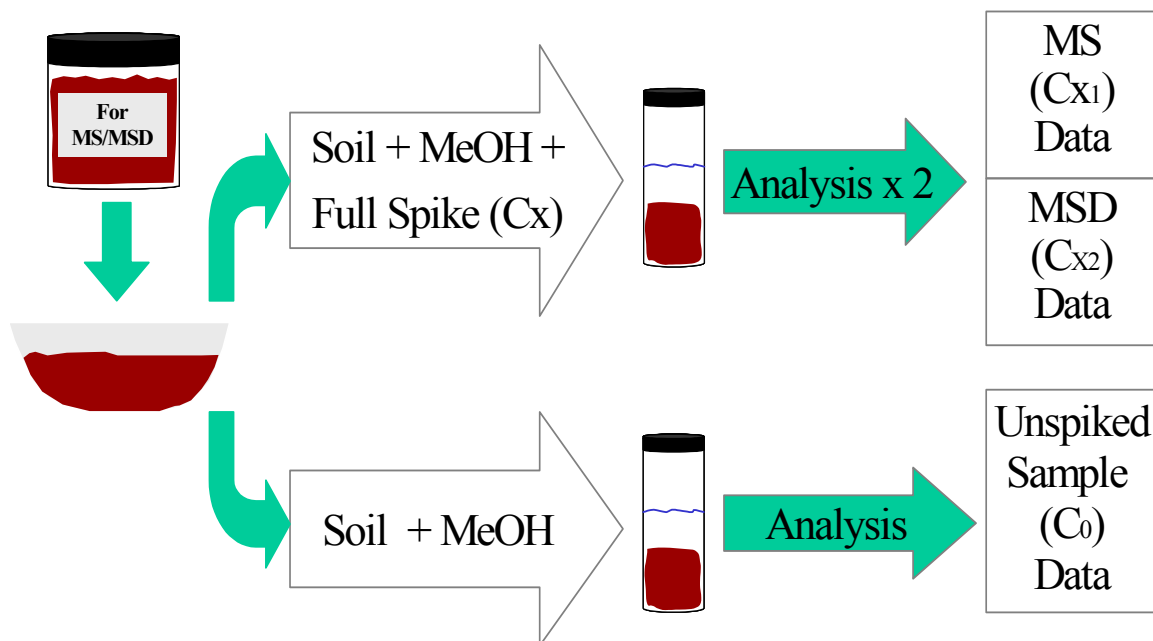 For
MS/MSD
Soil + MeOH +
Full Spike (Cx)
Analysis x 2
MS
(Cx1)
Data
MSD
(CX2)
Data
Soil + MeOH
Analysis
Unspiked
Sample
(C0)
Data